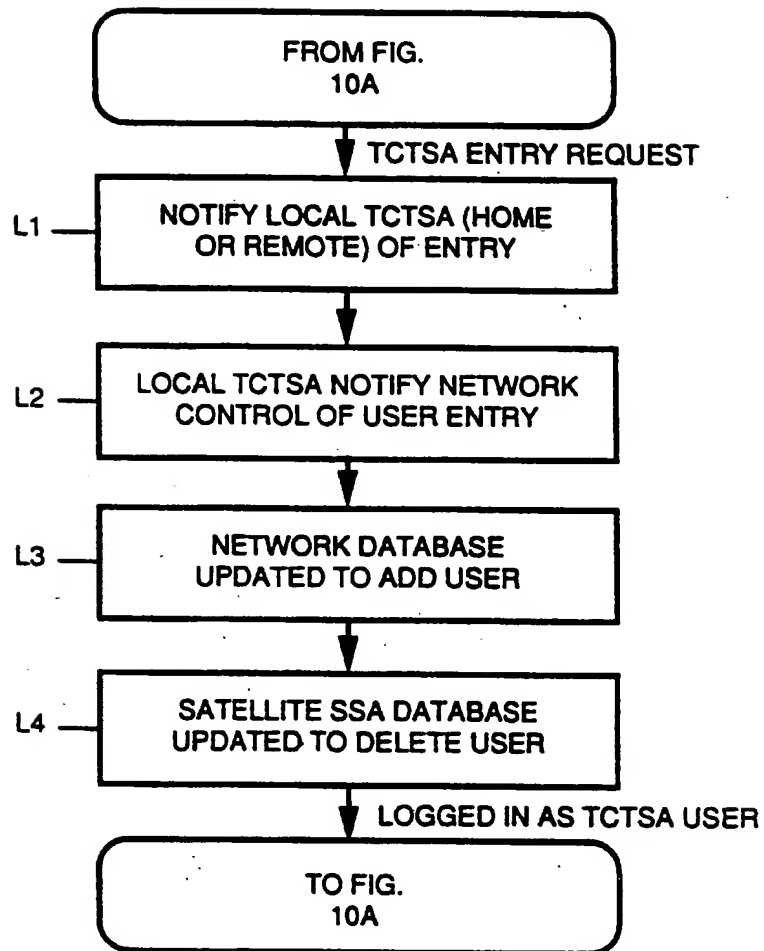 FROM FIG.
10A
TCTSA ENTRY REQUEST
L1
NOTIFY LOCAL TCTSA (HOME
OR REMOTE) OF ENTRY
L2
LOCAL TCTSA NOTIFY NETWORK
CONTROL OF USER ENTRY
L3
NETWORK DATABASE
UPDATED TO ADD USER
L4
SATELLITE SSA DATABASE
UPDATED TO DELETE USER
LOGGED IN AS TCTSA USER
TO FIG.
10A